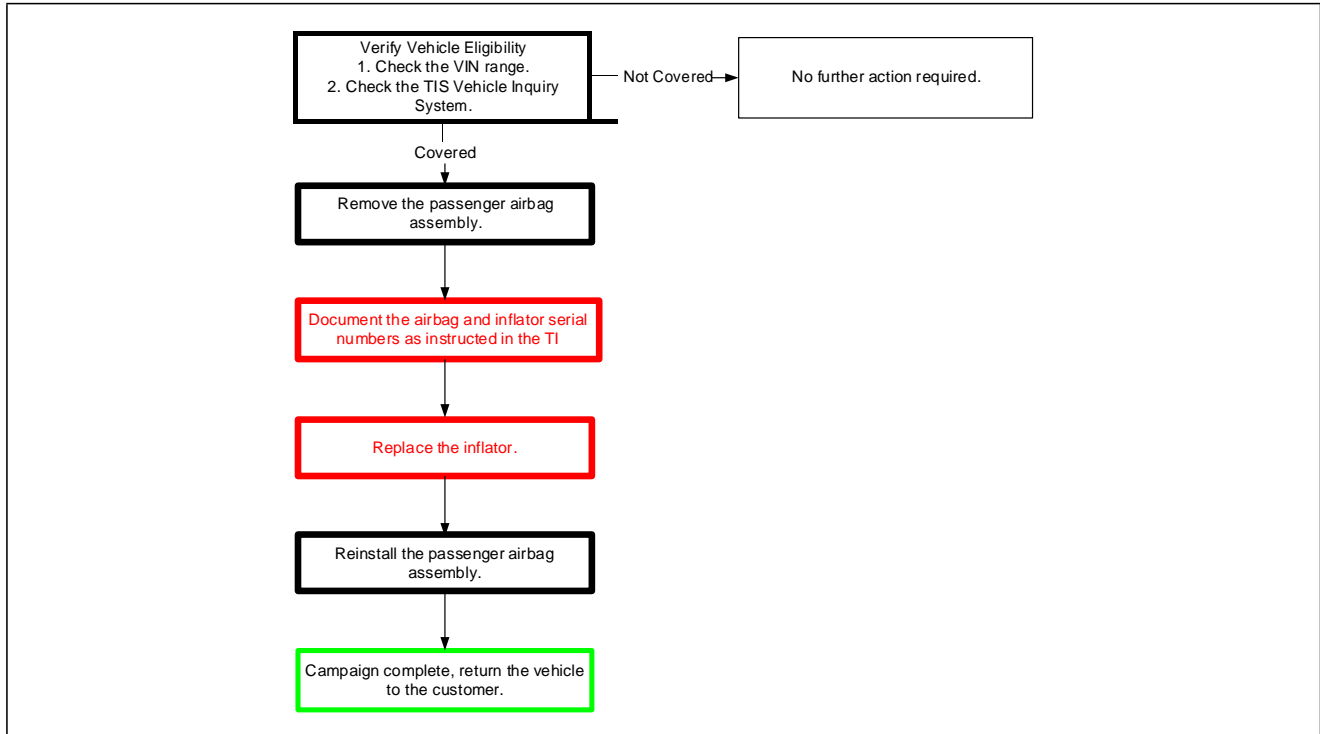 Verify Vehicle Eligibility
1. Check the VIN range.
2. Check the TIS Vehicle Inquiry
System.
Not Covered
No further action required.
Covered
Remove the passenger airbag
assembly.
Document the airbag and inflator serial
numbers as instructed in the TI
Replace the inflator.
Reinstall the passenger airbag
assembly.
Campaign complete, return the vehicle
to the customer.